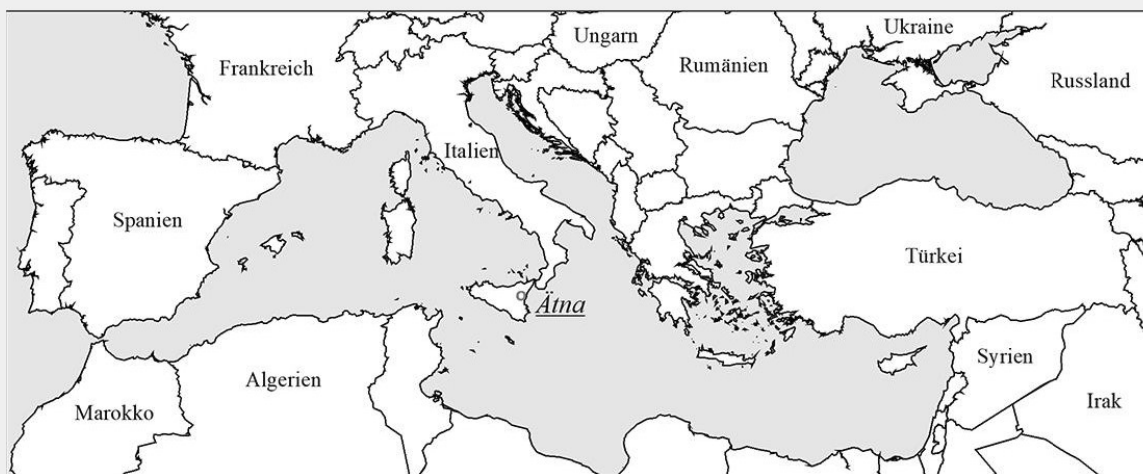 Ukraine
Ungarn
Frankreich
Rumänien
Russland
Italien
Spanien
Türkei
Ätna
Syrien
Algerien
Irak
Marokko